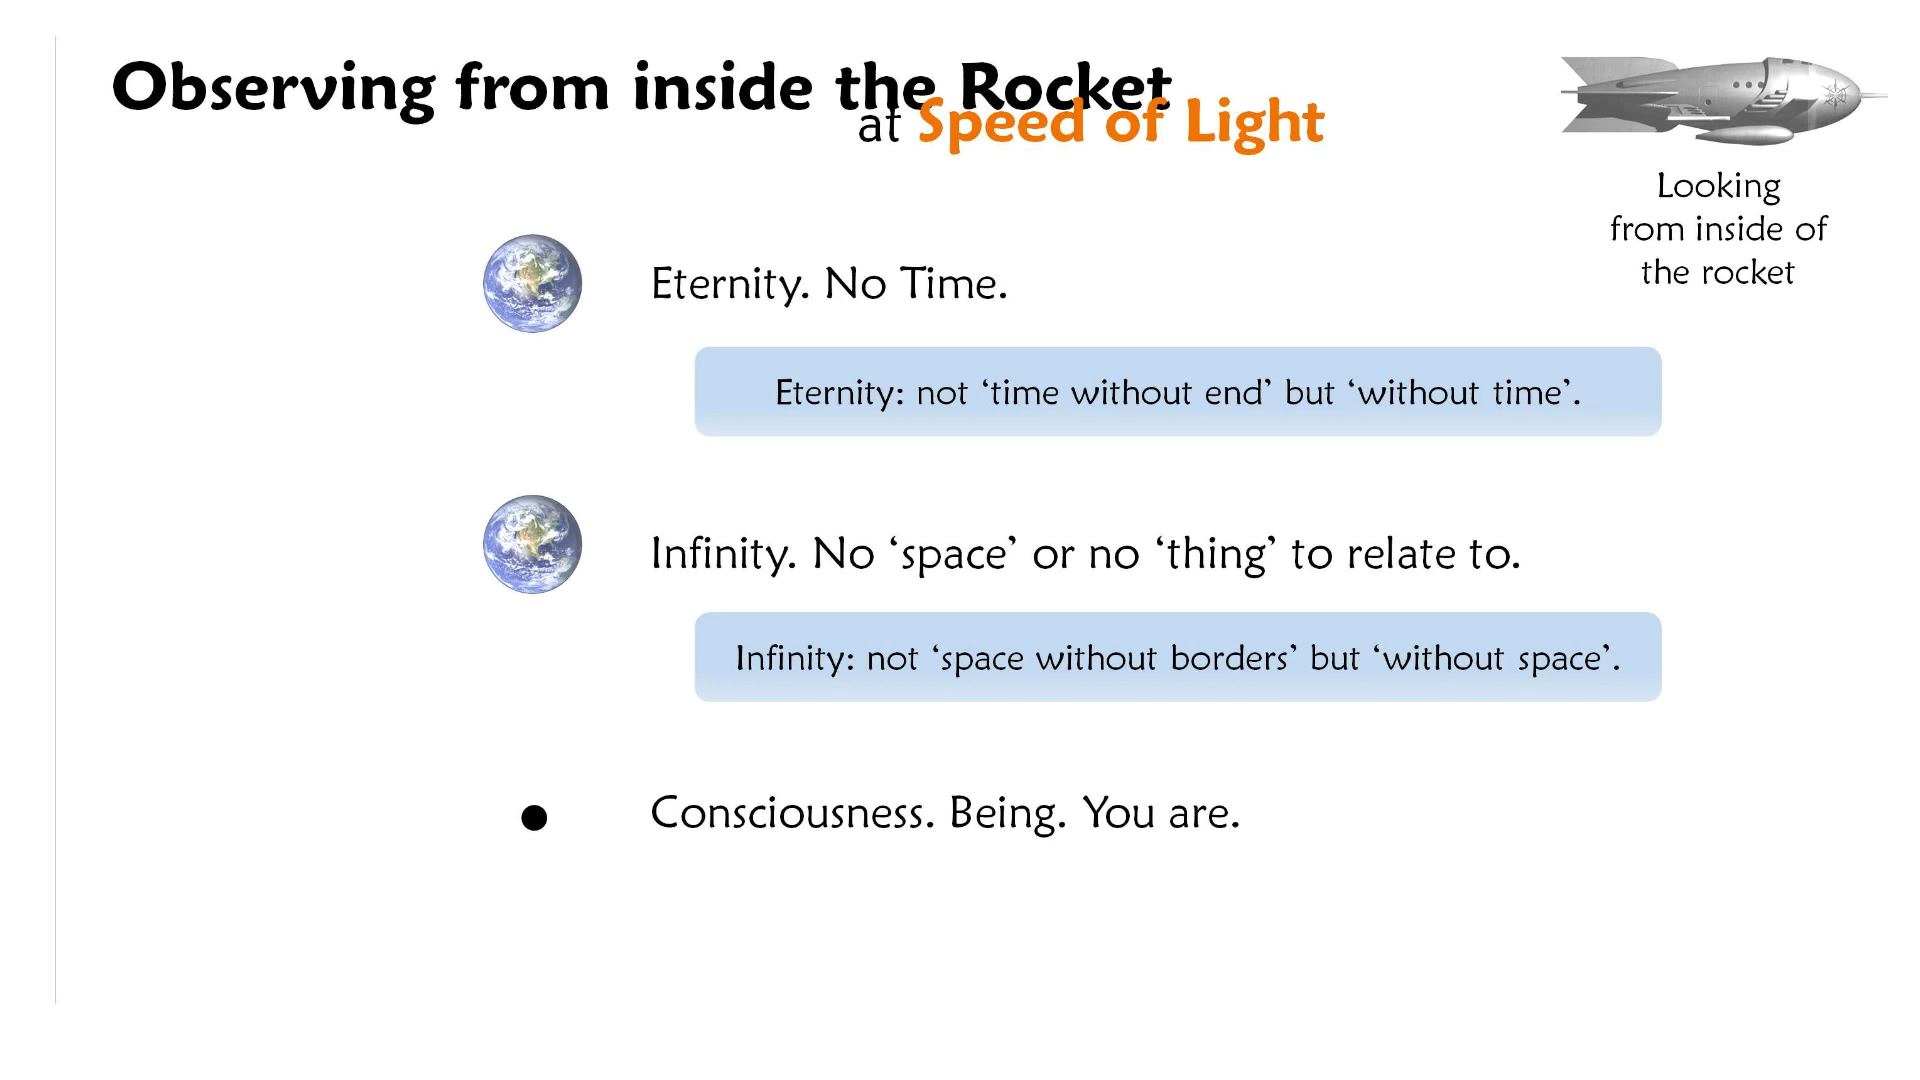 Observing from inside the Rocket
at Speed of Light
Looking
from inside of
the rocket
Eternity. No Time.
Eternity: not ‘time without end’ but ‘without time’.
Infinity. No ‘space’ or no ‘thing’ to relate to.
Infinity: not ‘space without borders’ but ‘without space’.
Consciousness. Being. You are.